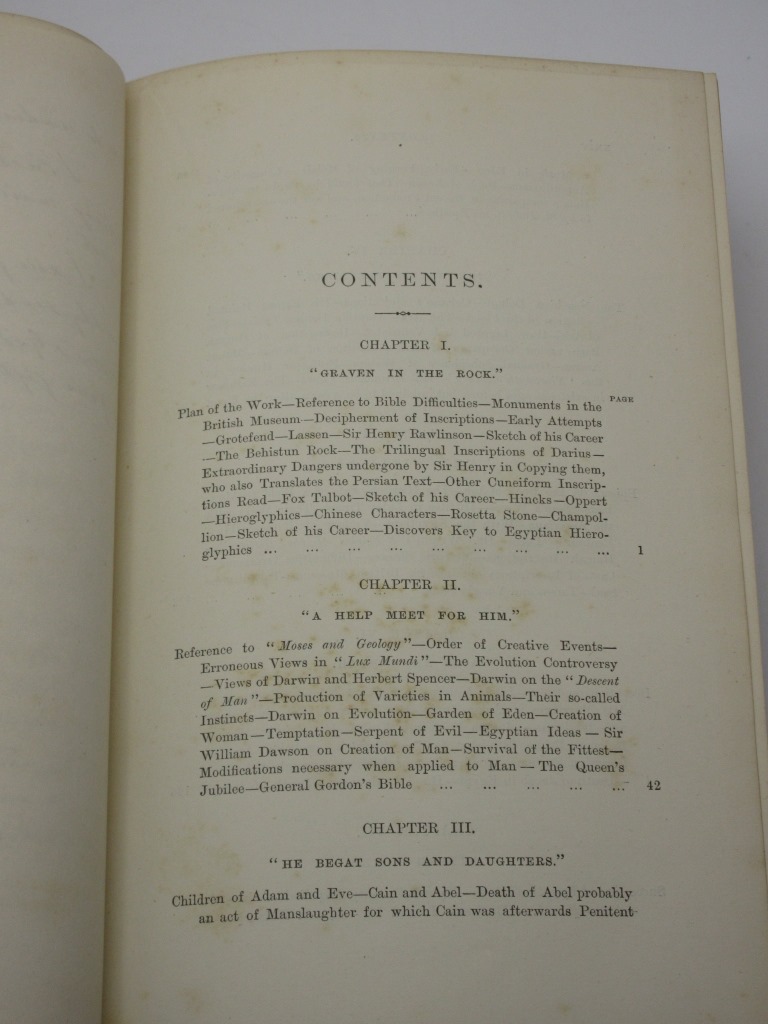 CONTENTS.
CHAPTER I.
"GRAVEN IN THE ROCK."
PAGE
Plan of the Work—Reference to Bible Difficulties—Monuments in the
British Museum—Decipherment of Inscriptions—Early Attempts
—Grotefend—Lassen—Sir Henry Rawlinson—Sketch of his Career
—The Behistun Rock—The Trilingual Inscriptions of Darius—
Extraordinary Dangers undergone by Sir Henry in Copying them,
who also Translates the Persian Text—Other Cuneiform Inscrip-
tions Read—Fox Talbot—Sketch of his Career—Hincks—Oppert
—Hieroglyphics—Chinese Characters—Rosetta Stone—Champol-
lion—Sketch of his Career—Discovers Key to Egyptian Hiero-
glyphics ... ... ... ... ... ... ... ... ... 1
CHAPTER II.
"A HELP MEET FOR HIM."
Reference to "Moses and Geology"—Order of Creative Events—
Erroneous Views in "Lux Mundi"—The Evolution Controversy
—Views of Darwin and Herbert Spencer—Darwin on the "Descent
of Man"—Production of Varieties in Animals—Their so-called
Instincts—Darwin on Evolution—Garden of Eden—Creation of
Woman—Temptation—Serpent of Evil—Egyptian Ideas—Sir
William Dawson on Creation of Man—Survival of the Fittest—
Modifications necessary when applied to Man—The Queen's
Jubilee—General Gordon's Bible ... ... ... ... ... 42
CHAPTER III.
"HE BEGAT SONS AND DAUGHTERS."
Children of Adam and Eve—Cain and Abel—Death of Abel probably
an act of Manslaughter for which Cain was afterwards Penitent